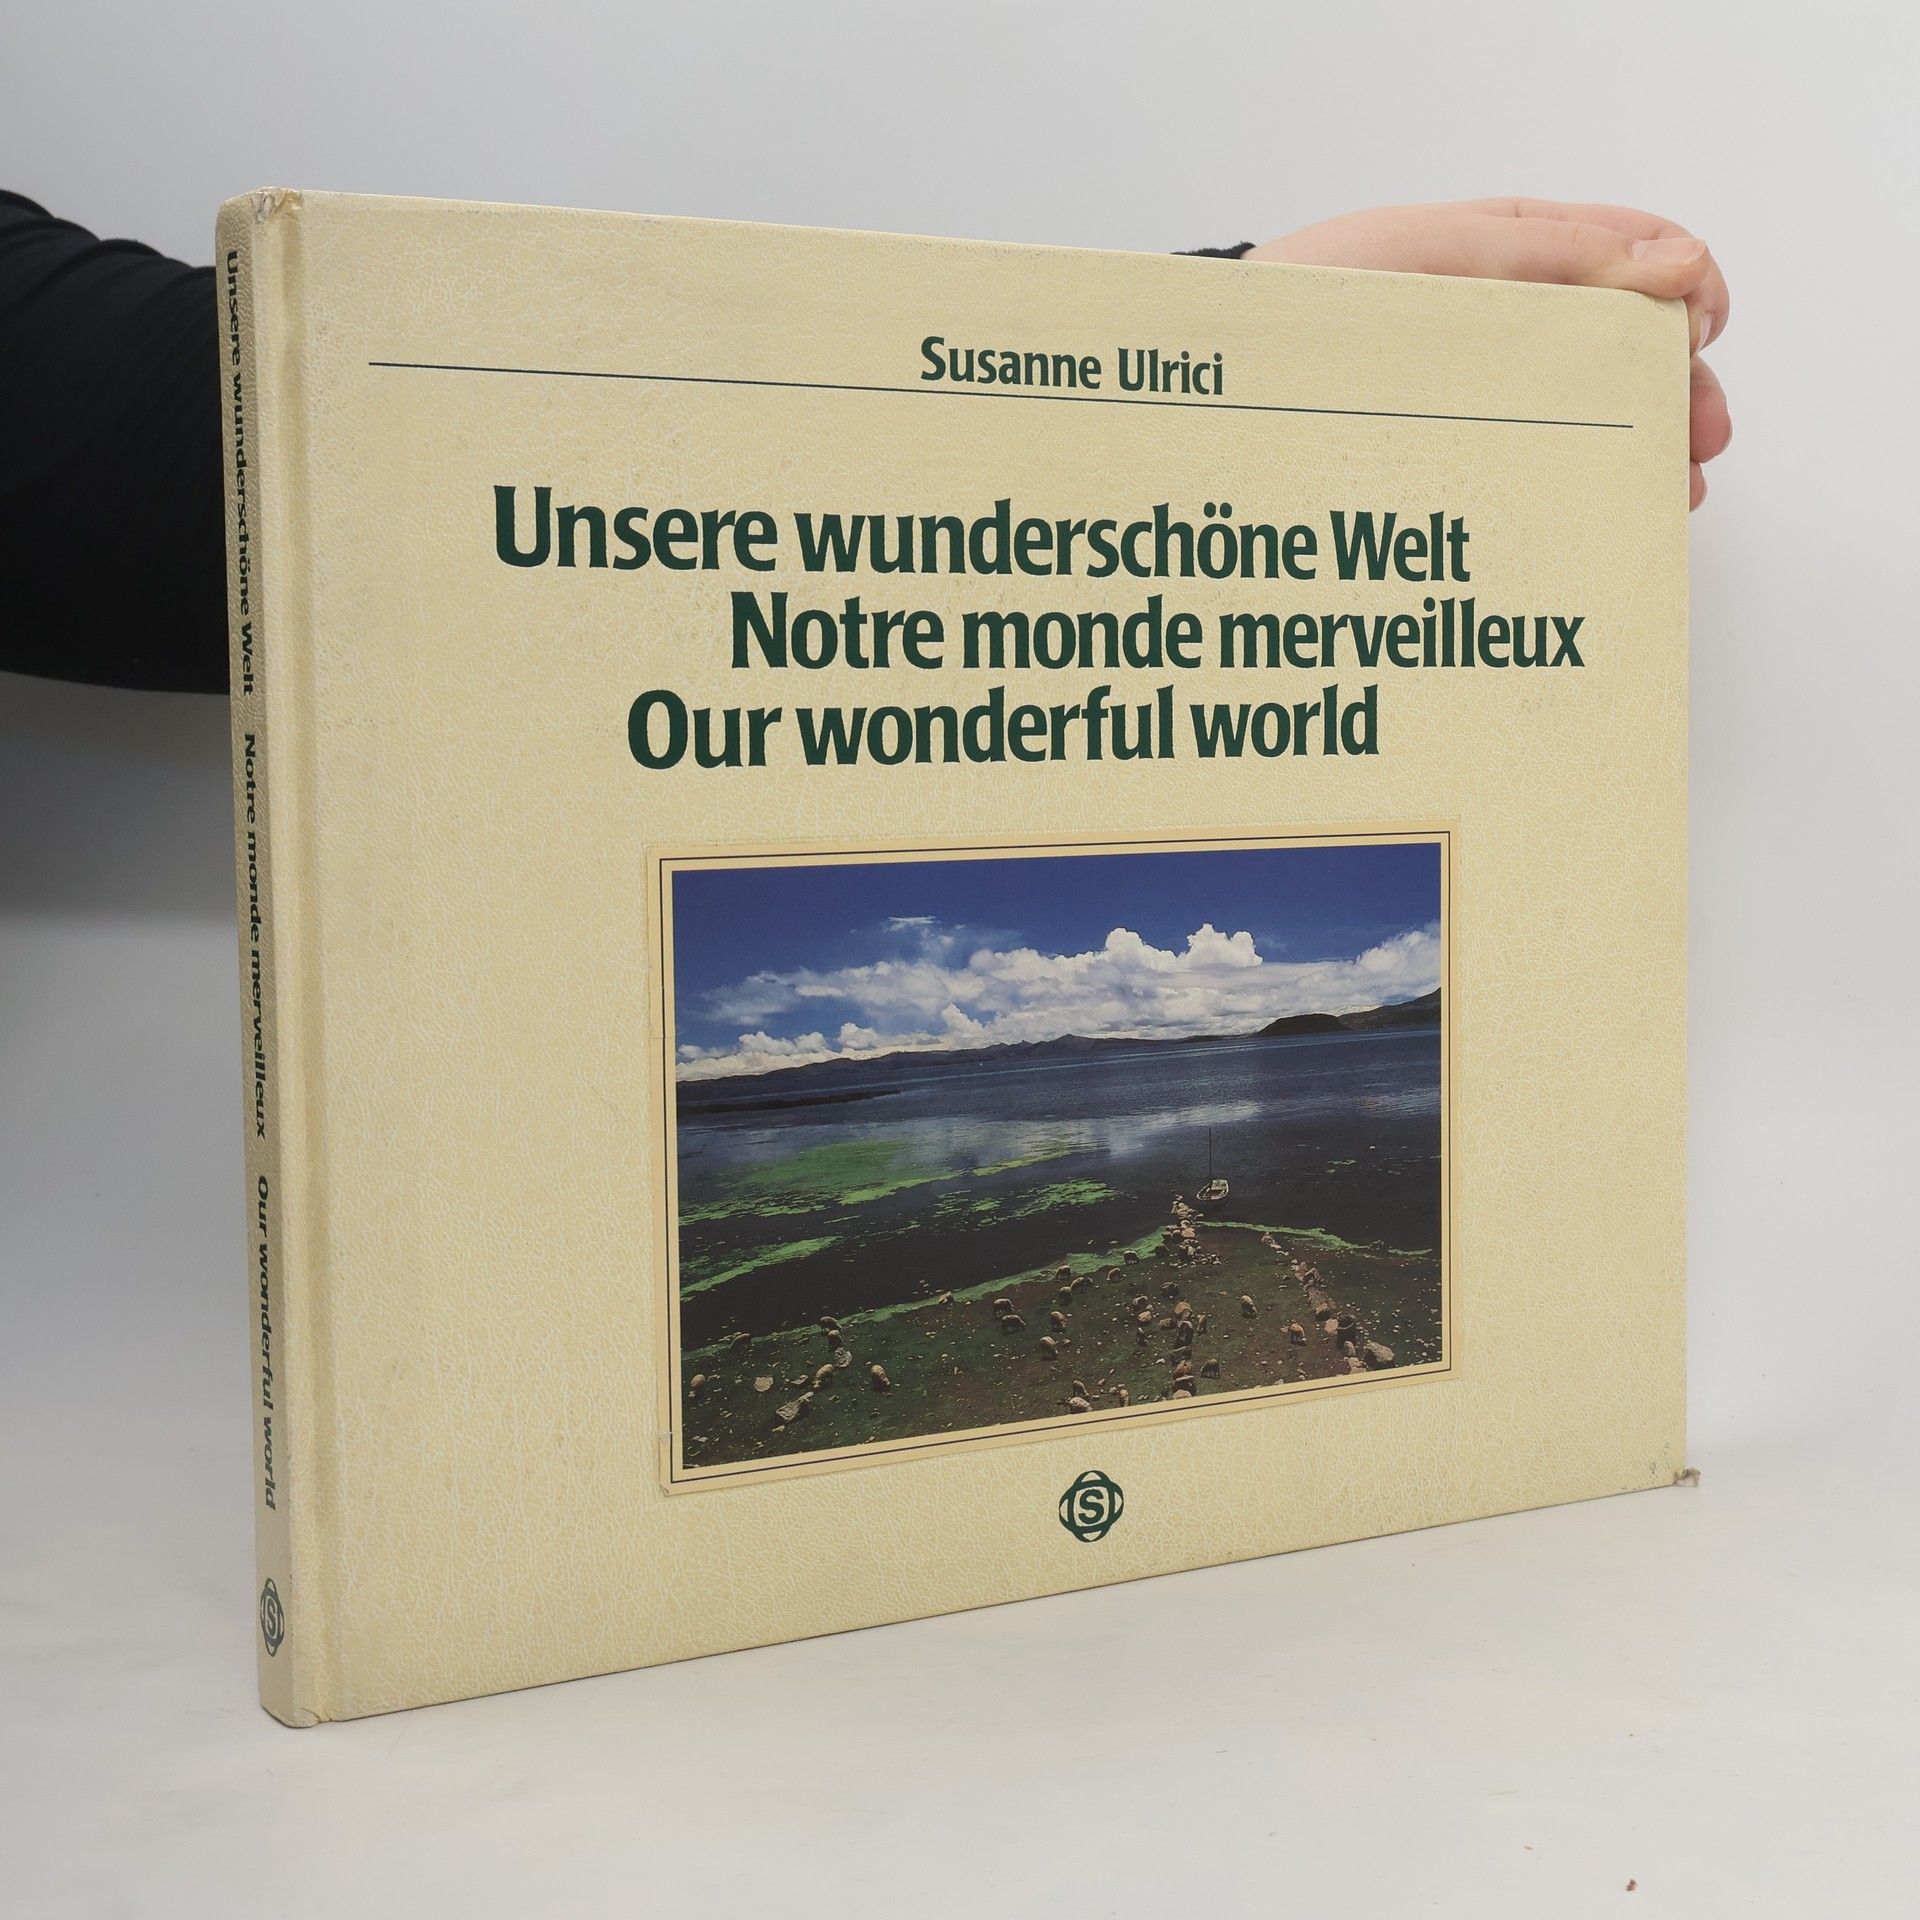 Susanne Ulrici
Unsere wunderschöne Welt
Notre monde merveilleux
Our wonderful world
S
Unsere wunderschöne Welt Notre monde merveilleux Our wonderful world
S